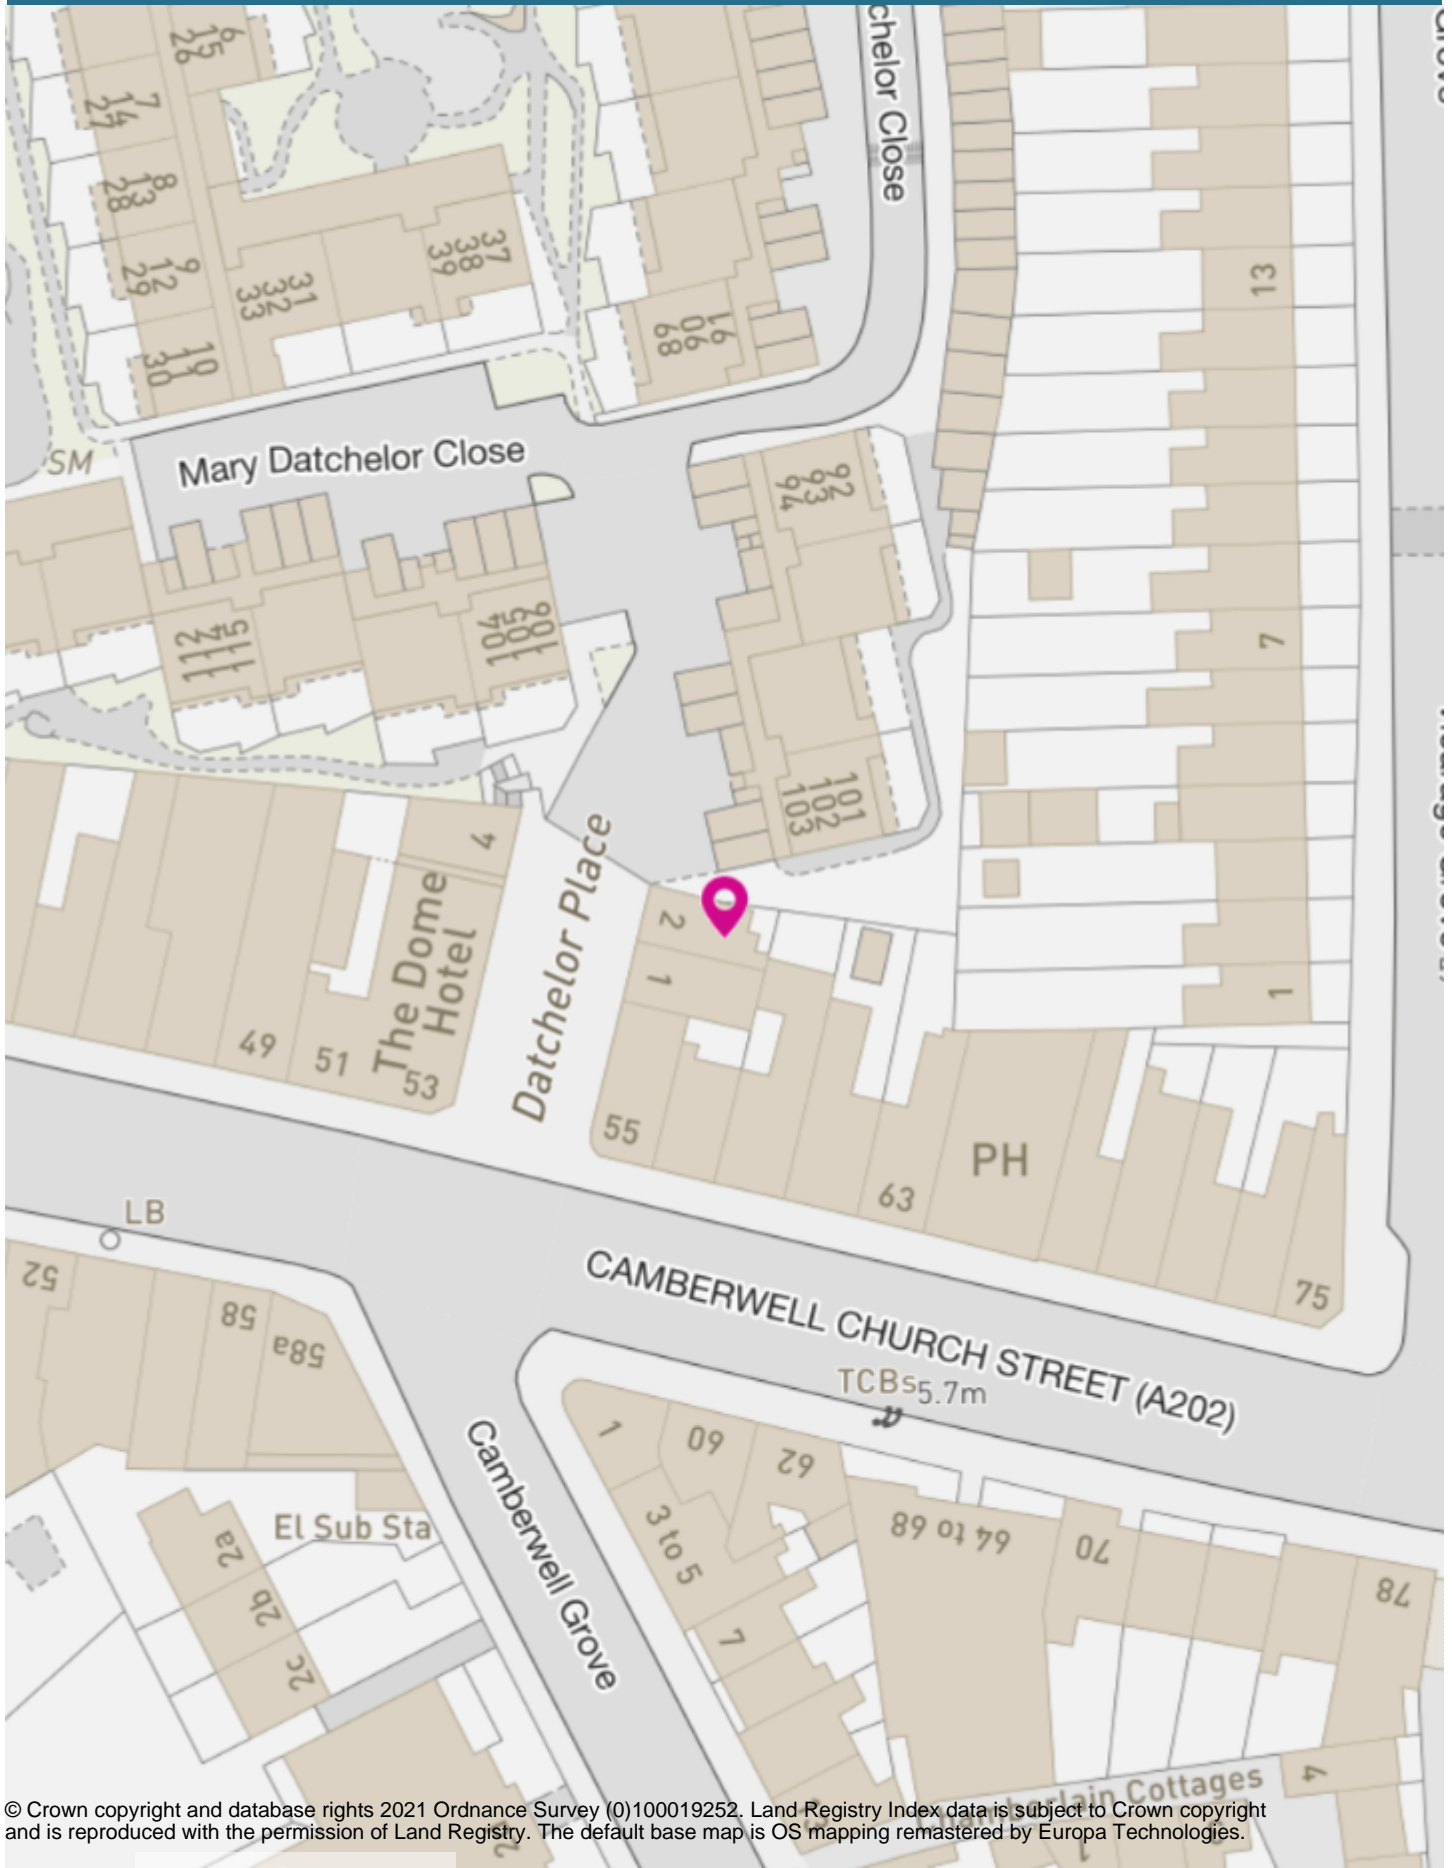 chelor Close
6
15
26
7
14
27
8
13
28
9
12
29
10
11
30
31
32
33
37
38
39
89
90
91
13
Mary Datchelor Close
SM
92
93
94
7
112
114
115
104
105
106
101
102
103
4
The Dome
Hotel
Datchelor Place
2
1
1
49
51
53
55
63
PH
75
LB
52
58
58a
CAMBERWELL CHURCH STREET (A202)
TCBs
5.7m
Camberwell Grove
1
60
62
3 to 5
64 to 68
70
78
El Sub Sta
2a
2b
2c
7
Chamberlain Cottages
4
© Crown copyright and database rights 2021 Ordnance Survey (0)100019252. Land Registry Index data is subject to Crown copyright
and is reproduced with the permission of Land Registry. The default base map is OS mapping remastered by Europa Technologies.